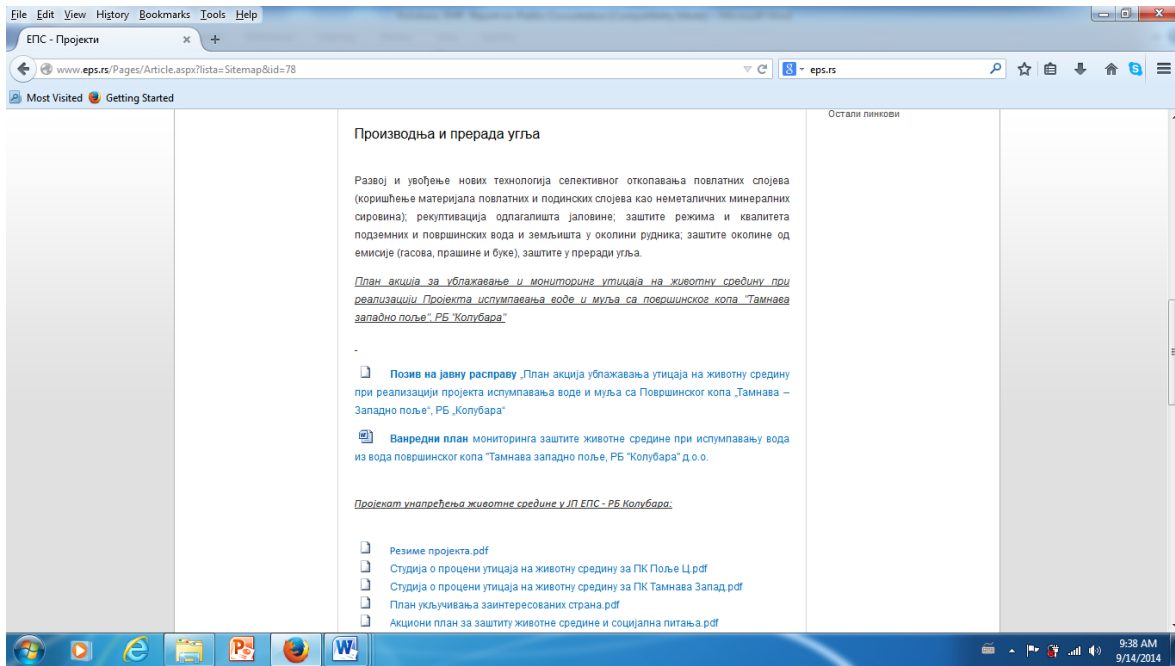 File Edit View History Bookmarks Tools Help
ЕПС - Пројекти
www.eps.rs/Pages/Article.aspx?lista=Sitemap&id=78
eps.rs
Most Visited Getting Started
Остали линкови
Производња и прерада угља
Развој и увођење нових технологија селективног откопавања повлатних слојева
(коришћење материјала повлатних и подинских слојева као неметаличних минералних
сировина); рекултивација одлагалишта јаловине; заштите режима и квалитета
подземних и површинских вода и земљишта у околини рудника; заштите околине од
емисије (гасова, прашине и буке), заштите у преради угља.
План акција за ублажавање и мониторинг утицаја на животну средину при
реализацији Пројекта испумпавања воде и муља са површинског копа "Тамнава
западно поље", РБ "Колубара"
-
Позив на јавну расправу „План акција ублажавања утицаја на животну средину
при реализацији пројекта испумпавања воде и муља са Површинског копа „Тамнава –
Западно поље“, РБ „Колубара“
Ванредни план мониторинга заштите животне средине при испумпавању вода
из вода површинског копа "Тамнава западно поље, РБ "Колубара" д.о.о.
Пројекат унапређења животне средине у ЈП ЕПС - РБ Колубара:
Резиме пројекта.pdf
Студија о процени утицаја на животну средину за ПК Поље Ц.pdf
Студија о процени утицаја на животну средину за ПК Тамнава Запад.pdf
План укључивања заинтересованих страна.pdf
Акциони план за заштиту животне средине и социјална питања.pdf
9:38 AM
9/14/2014